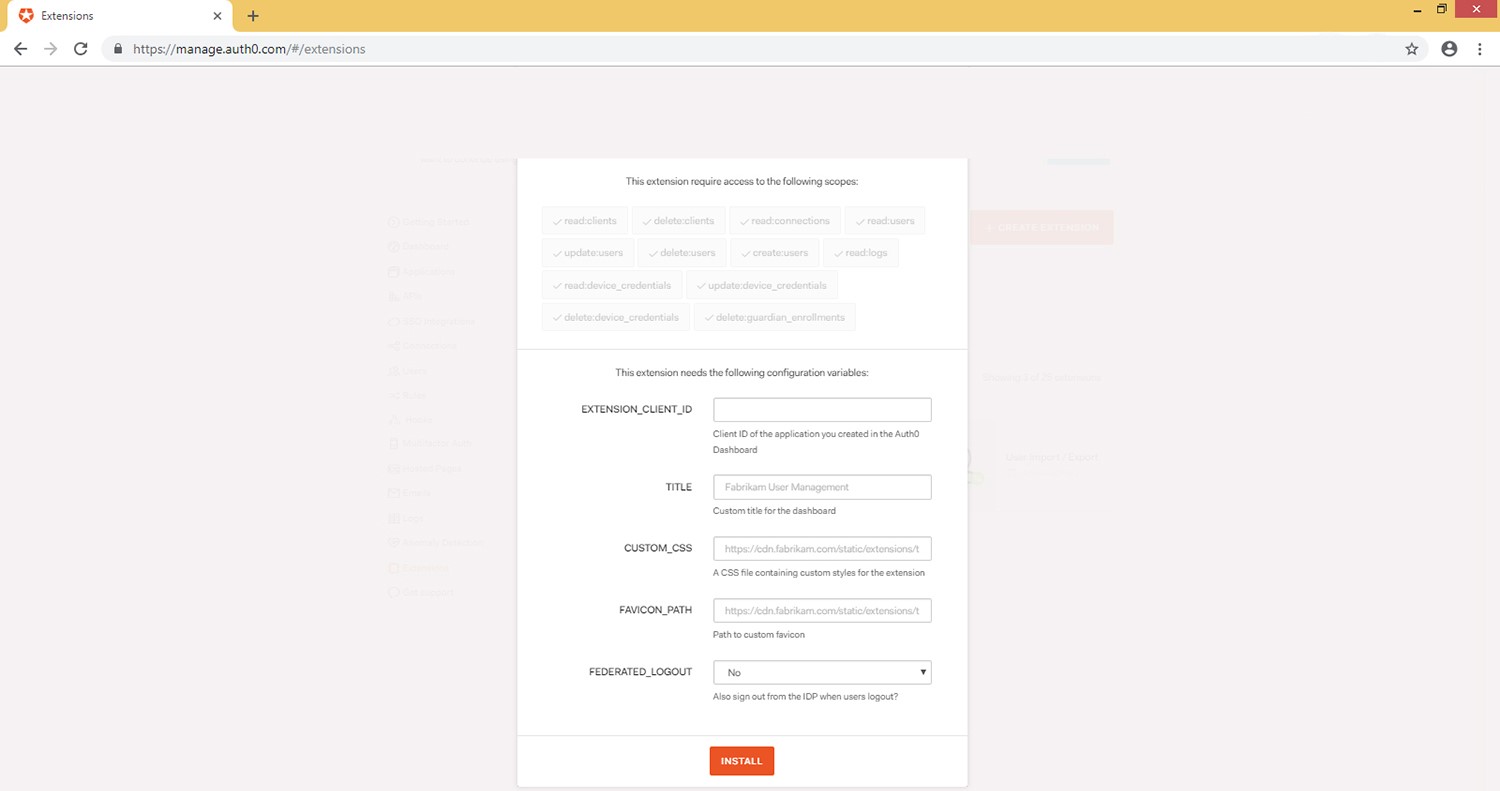 Extensions
https://manage.auth0.com/#/extensions
This extension require access to the following scopes:
read:clients delete:clients read:connections read:users
update:users delete:users create:users read:logs
read:device_credentials update:device_credentials
delete:device_credentials delete:guardian_enrollments
+ CREATE EXTENSION
Getting Started
This extension needs the following configuration variables:
EXTENSION_CLIENT_ID
Client ID of the application you created in the Auth0
Dashboard
User Import / Export
TITLE Fabrikam User Management
Custom title for the dashboard
CUSTOM_CSS https://cdn.fabrikam.com/static/extensions/t
A CSS file containing custom styles for the extension
FAVICON_PATH https://cdn.fabrikam.com/static/extensions/t
Path to custom favicon
FEDERATED_LOGOUT No
Also sign out from the IDP when users logout?
INSTALL